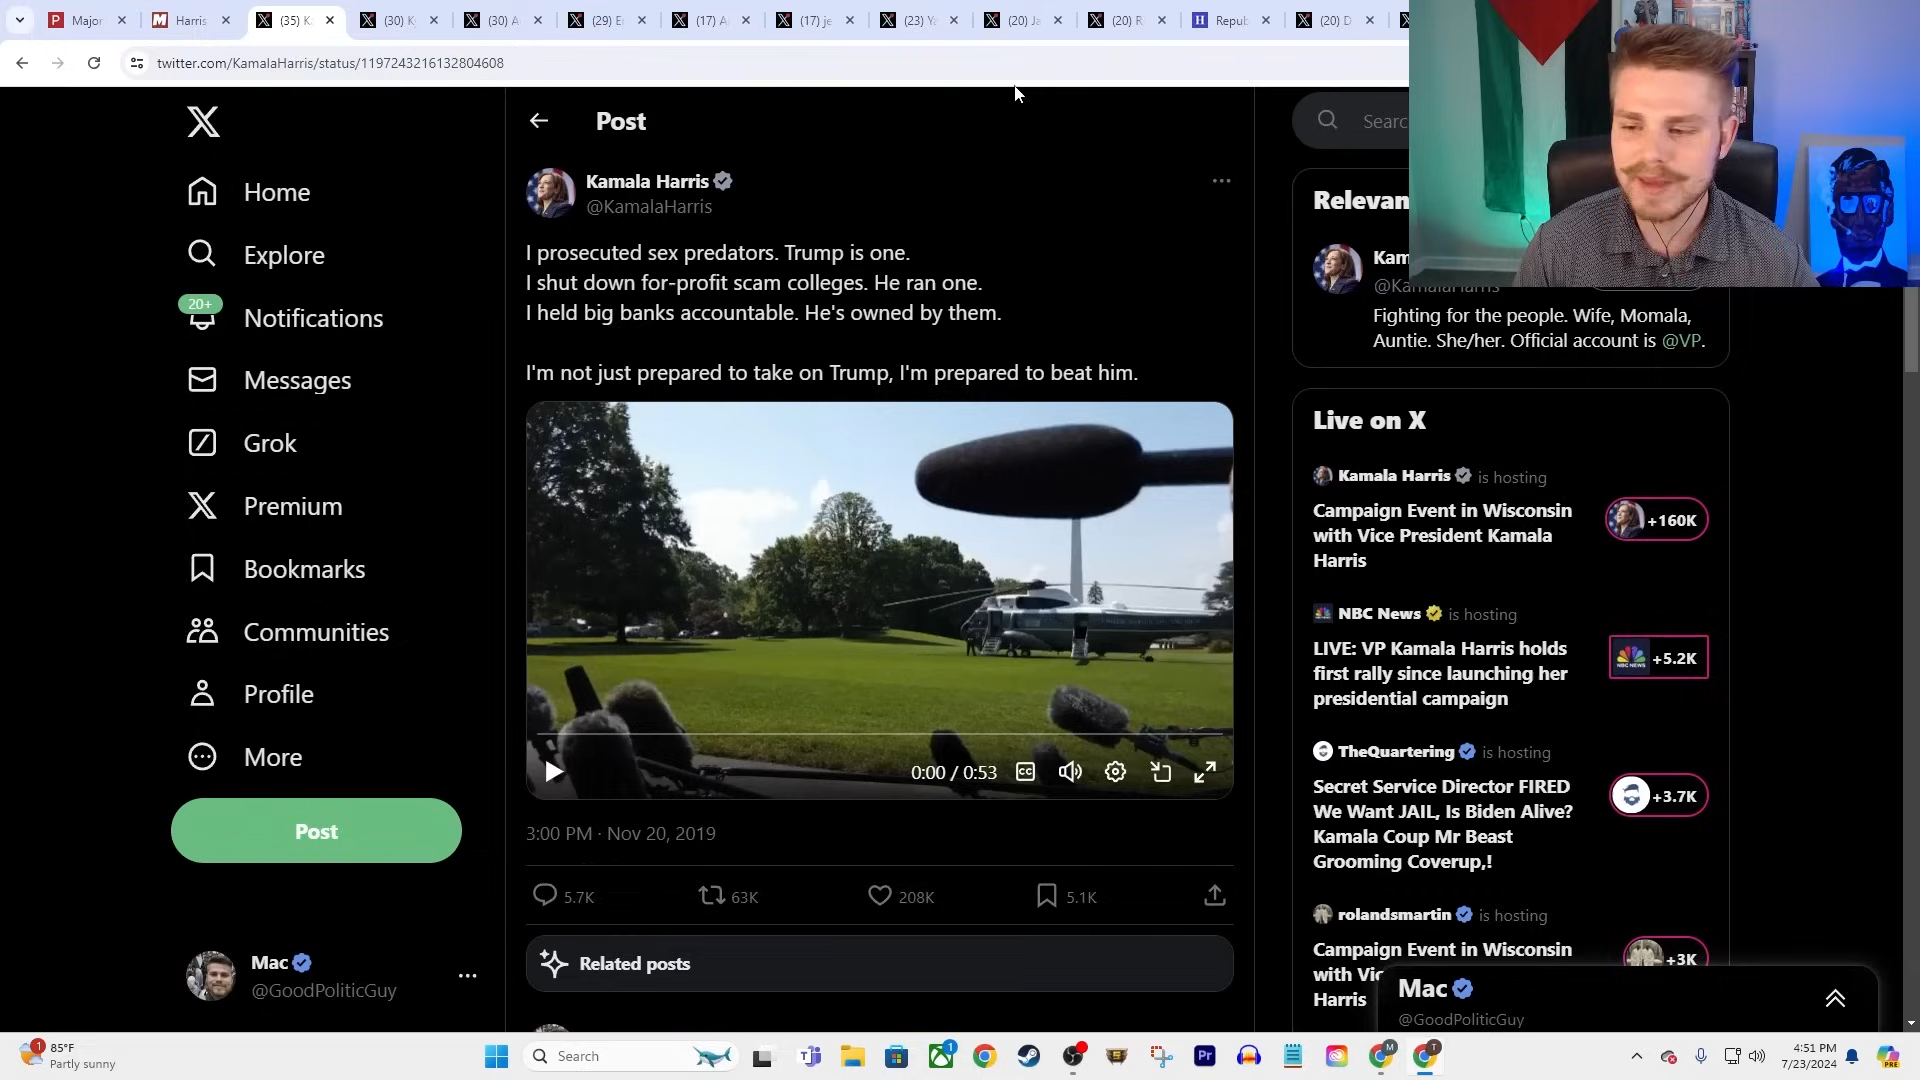 Major
Harris
(35) K
(30) K
(30) A
(29) E
(17) A
(17) je
(23) Ya
(20) Ja
(20) R
Repub
(20) D
twitter.com/KamalaHarris/status/1197243216132804608
Home
Explore
20+
Notifications
Messages
Grok
Premium
Bookmarks
Communities
Profile
More
Post
Mac
@GoodPoliticGuy
Post
Kamala Harris
@KamalaHarris
I prosecuted sex predators. Trump is one.
I shut down for-profit scam colleges. He ran one.
I held big banks accountable. He's owned by them.
I'm not just prepared to take on Trump, I'm prepared to beat him.
0:00 / 0:53
3:00 PM · Nov 20, 2019
5.7K 63K 208K 5.1K
Related posts
Searc
Relevan
Kam
@KamalaHarris
Fighting for the people. Wife, Momala,
Auntie. She/her. Official account is @VP.
Live on X
Kamala Harris is hosting
Campaign Event in Wisconsin
with Vice President Kamala
Harris
+160K
NBC News is hosting
LIVE: VP Kamala Harris holds
first rally since launching her
presidential campaign
+5.2K
TheQuartering is hosting
Secret Service Director FIRED
We Want JAIL, Is Biden Alive?
Kamala Coup Mr Beast
Grooming Coverup,!
+3.7K
rolandsmartin is hosting
Campaign Event in Wisconsin
with Vic
Harris
+3K
Mac
@GoodPoliticGuy
85°F
Partly sunny
Search
4:51 PM
7/23/2024